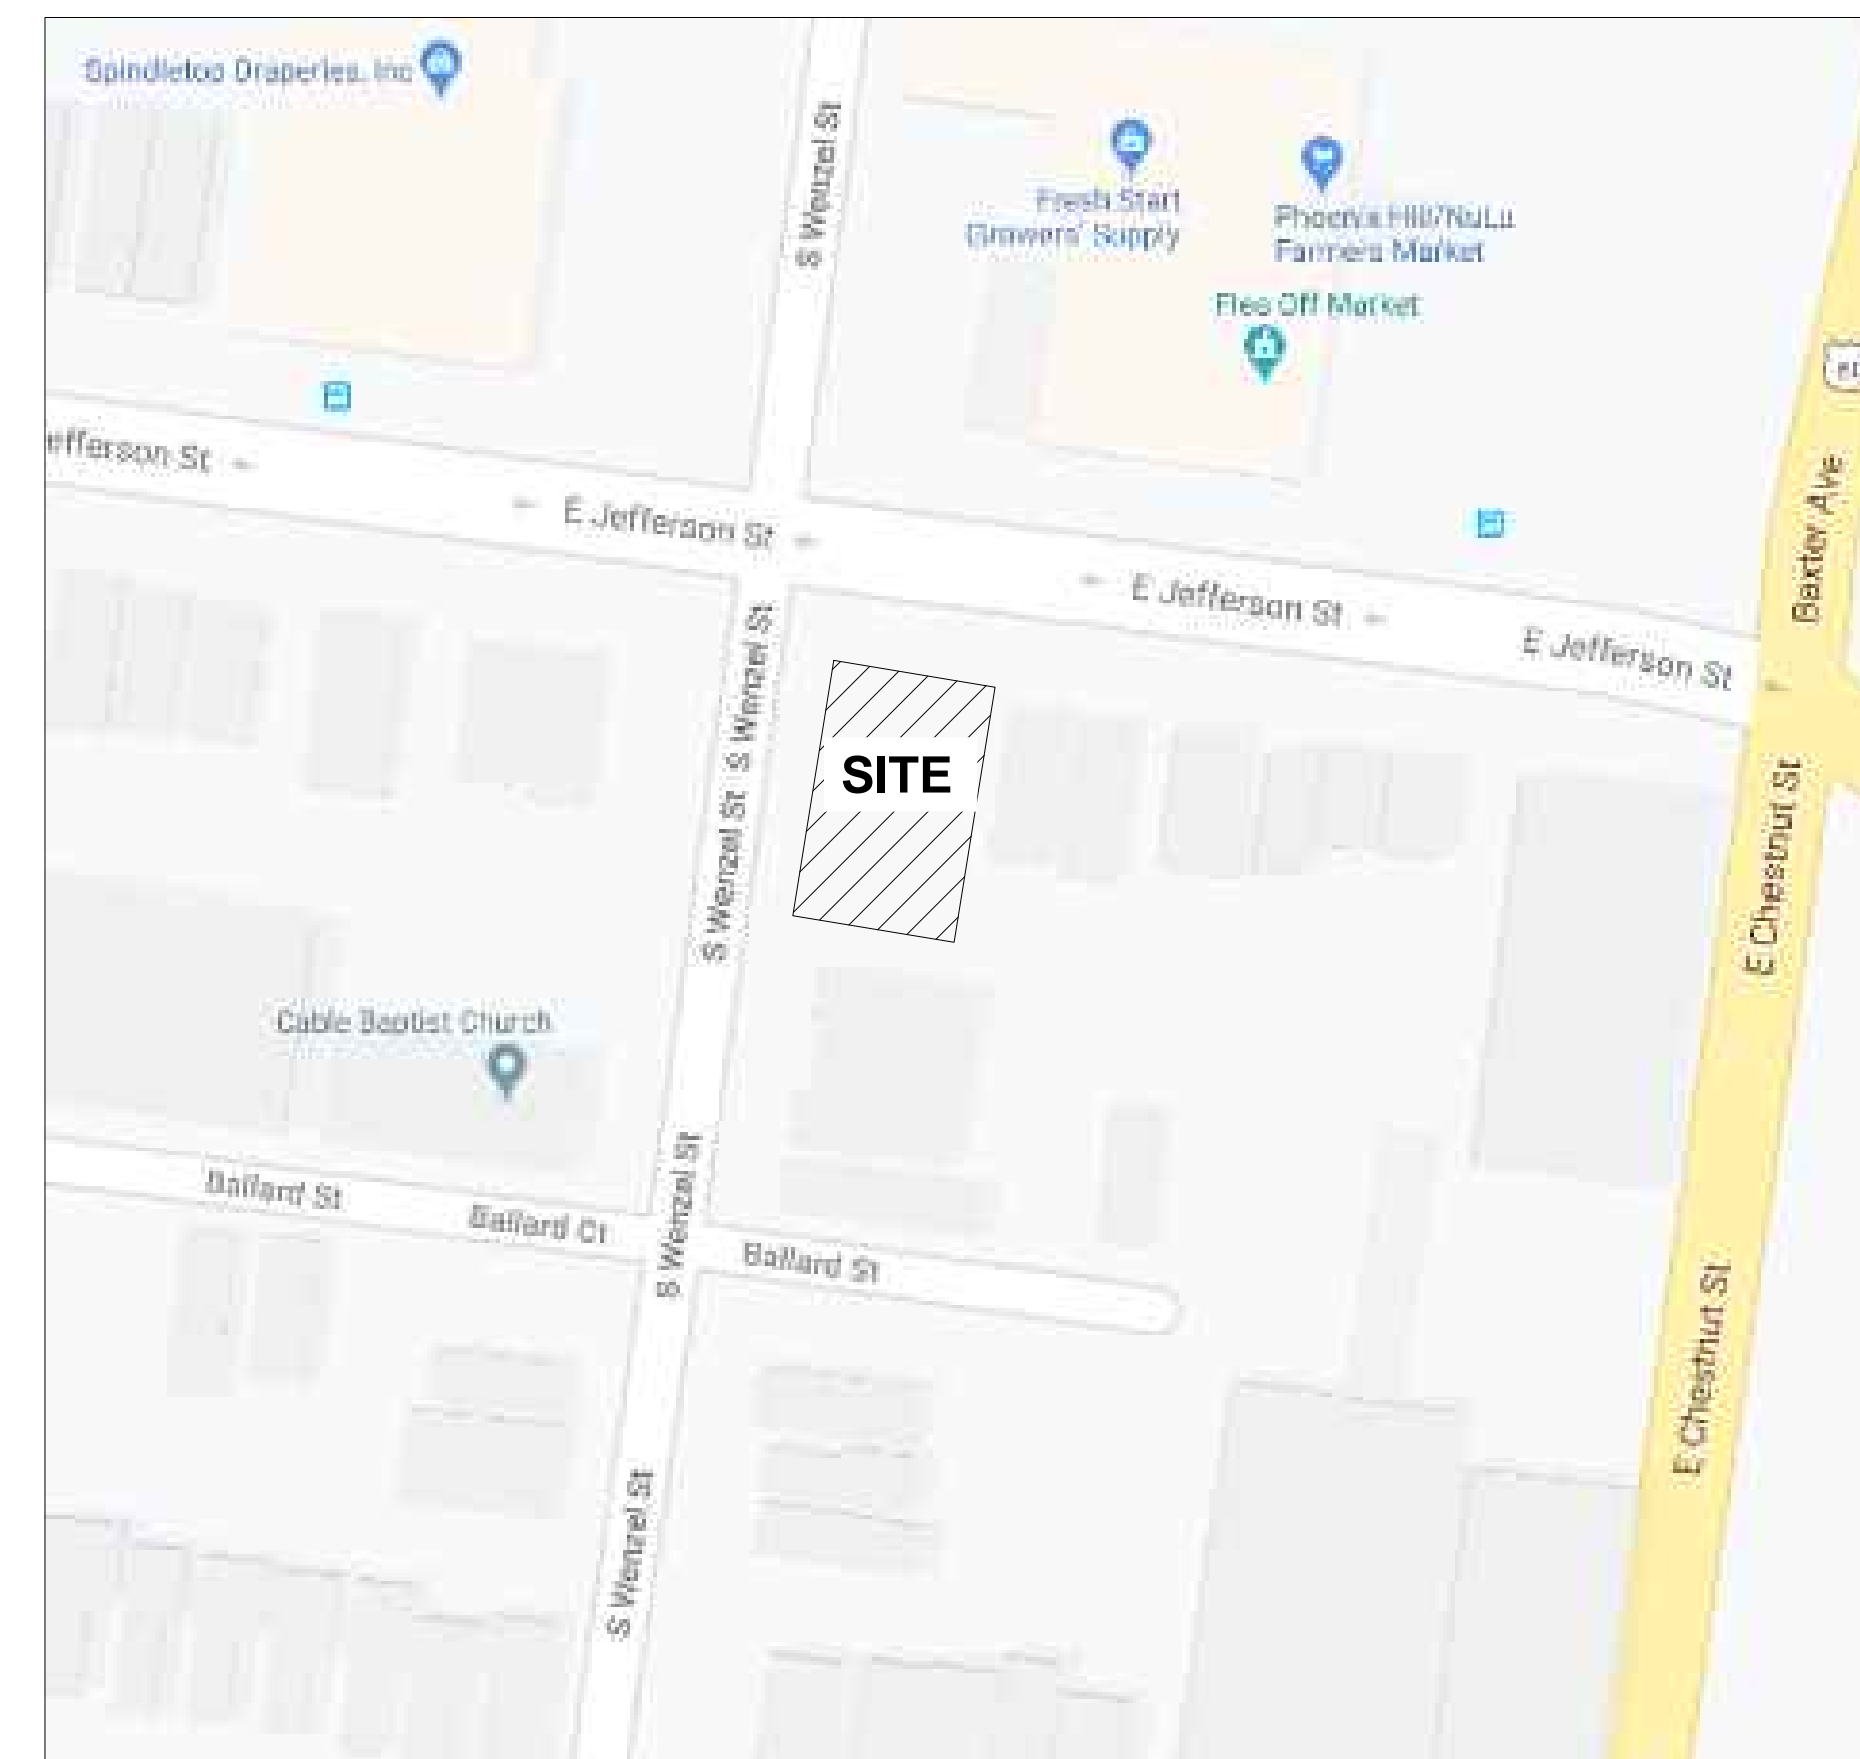 Spindletop Draperies, Inc
S Wenzel St
Fresh Start
Growers' Supply
Phoenix Hill/NuLu
Farmers Market
Flea Off Market
efferson St
E Jefferson St
E Jefferson St
E Jefferson St
Baxter Ave
S Wenzel St
SITE
S Wenzel St
E Chestnut St
Cable Baptist Church
Ballard St
Ballard Ct
S Wenzel St
Ballard St
E Chestnut St
S Wenzel St